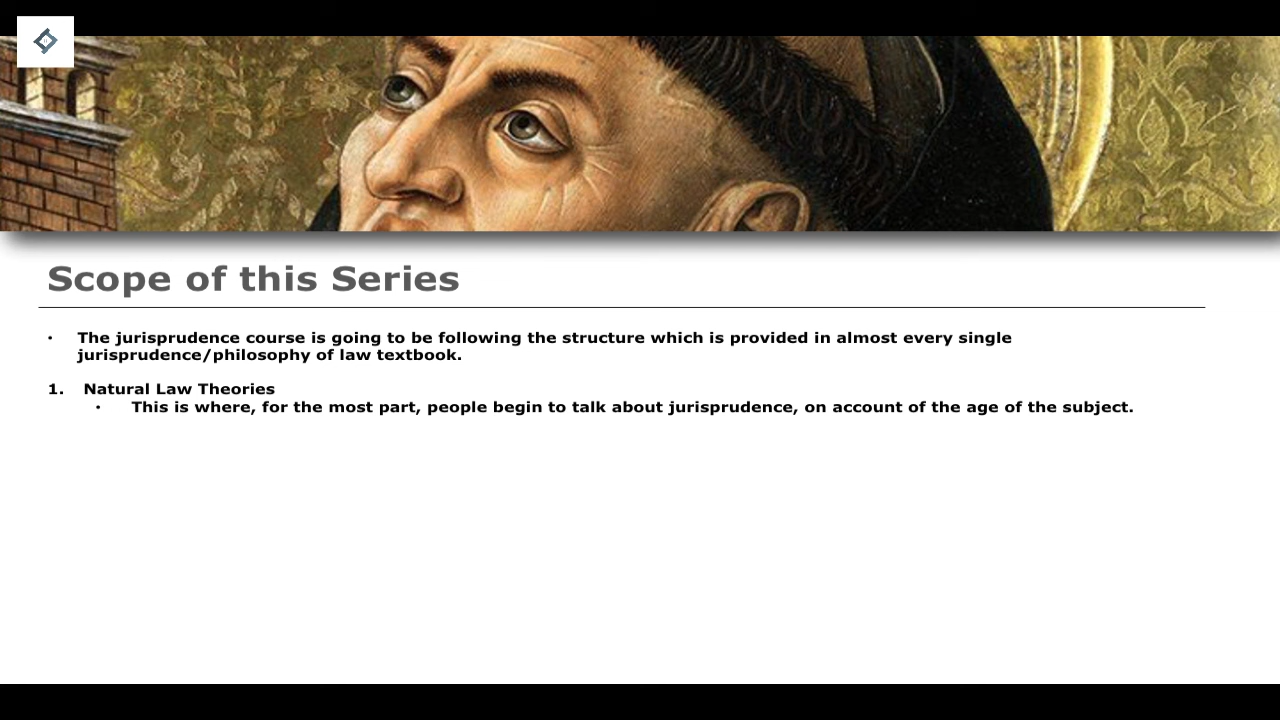 Scope of this Series
• The jurisprudence course is going to be following the structure which is provided in almost every single
jurisprudence/philosophy of law textbook.
1. Natural Law Theories
• This is where, for the most part, people begin to talk about jurisprudence, on account of the age of the subject.